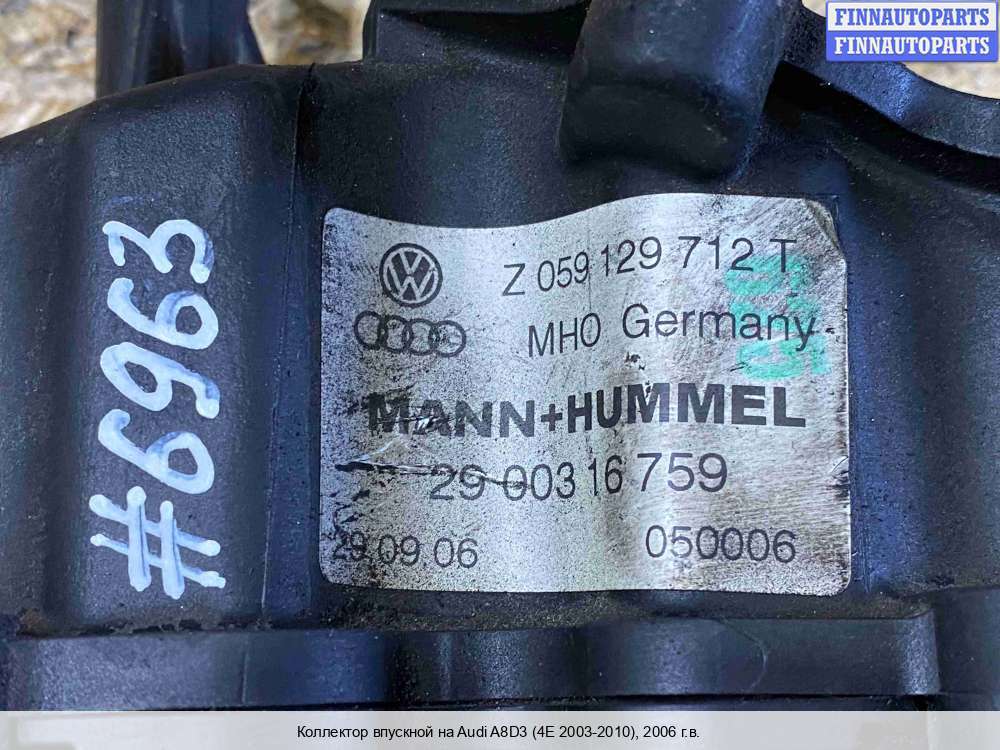 FINNAUTOPARTS
FINNAUTOPARTS
#6963
Z 059 129 712 T
MHO Germany
MANN+HUMMEL
29 003 16 759
29.09.06
050006
Коллектор впускной на Audi A8D3 (4E 2003-2010), 2006 г.в.